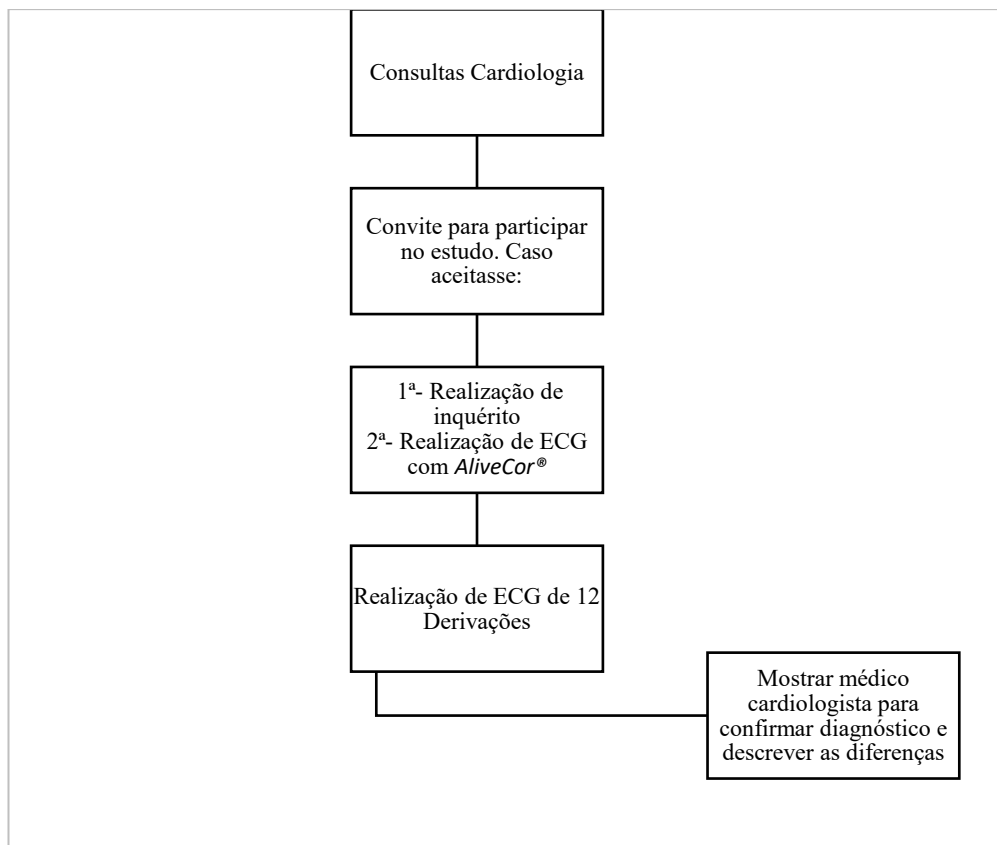 Consultas Cardiologia
Convite para participar
no estudo. Caso
aceitasse:
1ª- Realização de
inquérito
2ª- Realização de ECG
com AliveCor®
Realização de ECG de 12
Derivações
Mostrar médico
cardiologista para
confirmar diagnóstico e
descrever as diferenças